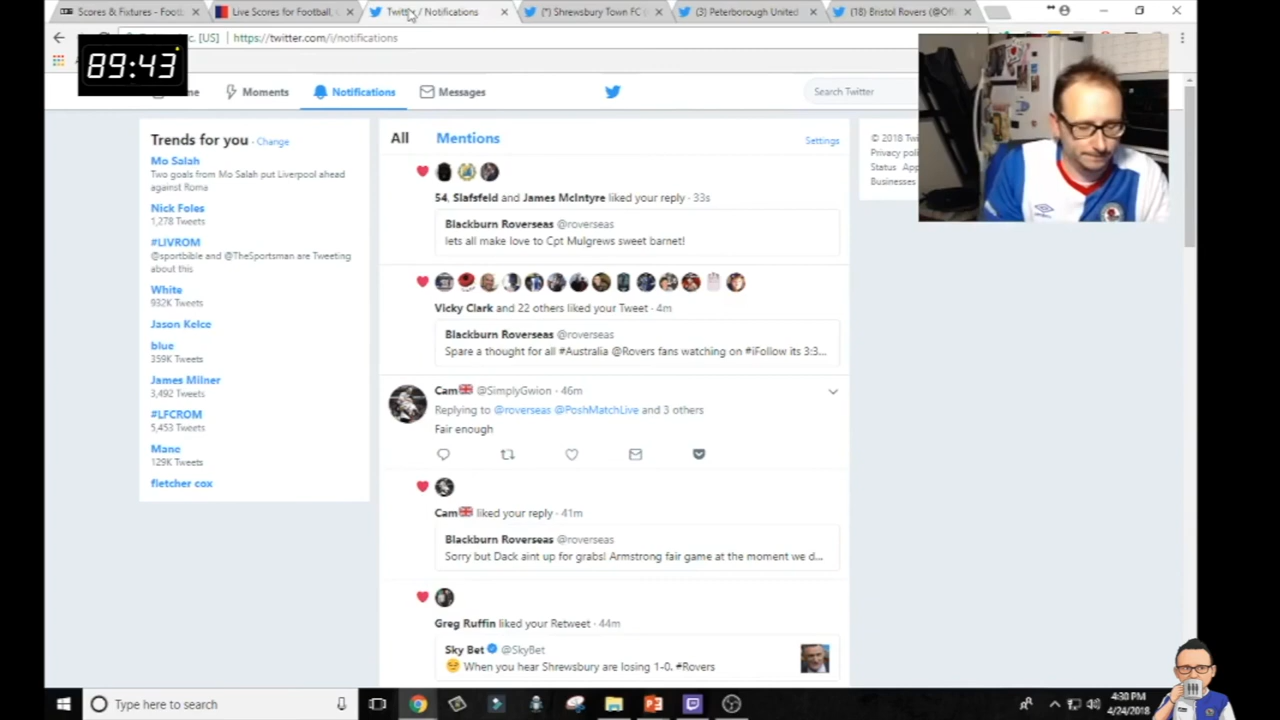 Scores & Fixtures - Foot
Live Scores for Football,
Twitter / Notifications
(*) Shrewsbury Town FC (
(3) Peterborough United
(18) Bristol Rovers (@Off
[US]
https://twitter.com/i/notifications
89:43
Moments
Notifications
Messages
Search Twitter
Trends for you · Change
Mo Salah
Two goals from Mo Salah put Liverpool ahead
against Roma
Nick Foles
1,278 Tweets
#LIVROM
@sportbible and @TheSportsman are Tweeting
about this
White
932K Tweets
Jason Kelce
blue
359K Tweets
James Milner
3,492 Tweets
#LFCROM
5,453 Tweets
Mane
129K Tweets
fletcher cox
All
Mentions
Settings
54, Slafsfeld and James McIntyre liked your reply · 33s
Blackburn Roverseas @roverseas
lets all make love to Cpt Mulgrews sweet barnet!
Vicky Clark and 22 others liked your Tweet · 4m
Blackburn Roverseas @roverseas
Spare a thought for all #Australia @Rovers fans watching on #iFollow its 3:3...
Cam @SimplyGwion · 46m
Replying to @roverseas @PoshMatchLive and 3 others
Fair enough
Cam liked your reply · 41m
Blackburn Roverseas @roverseas
Sorry but Dack aint up for grabs! Armstrong fair game at the moment we d...
Greg Ruffin liked your Retweet · 44m
Sky Bet @SkyBet
When you hear Shrewsbury are losing 1-0. #Rovers
© 2018 Twi
Privacy poli
Status App
Businesses
Type here to search
4:30 PM
4/24/2018